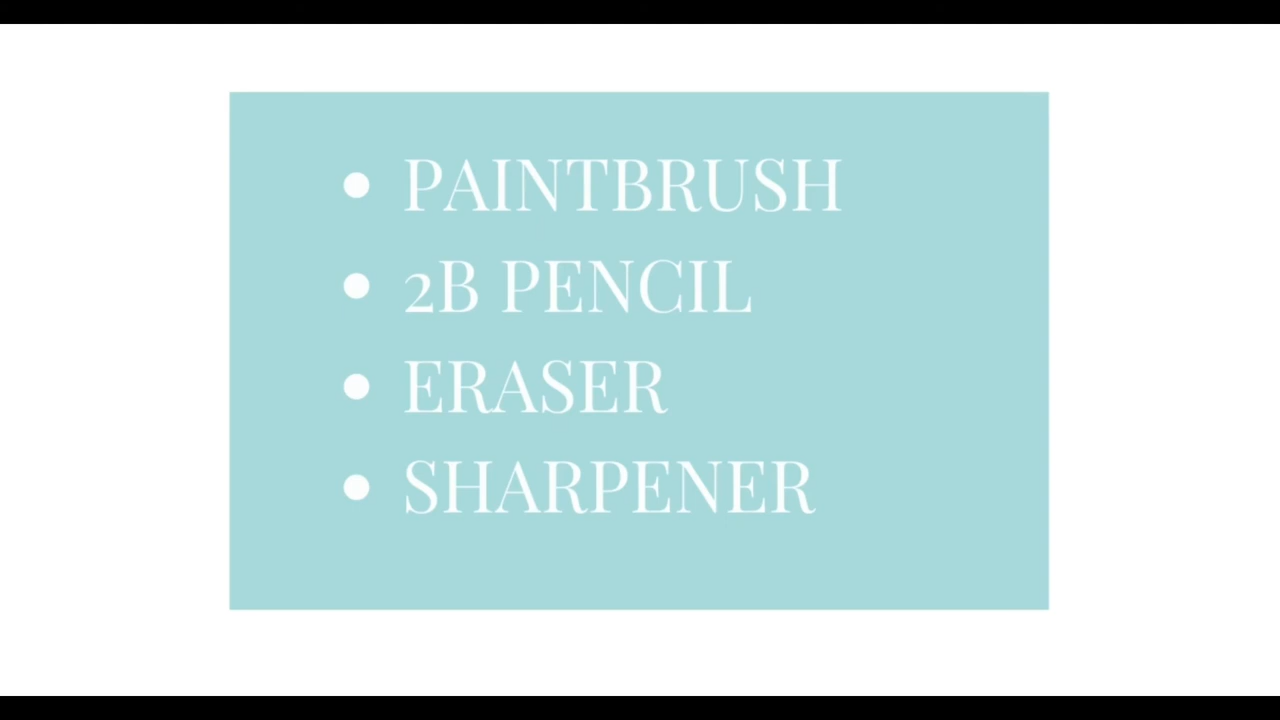 • PAINTBRUSH
• 2B PENCIL
• ERASER
• SHARPENER